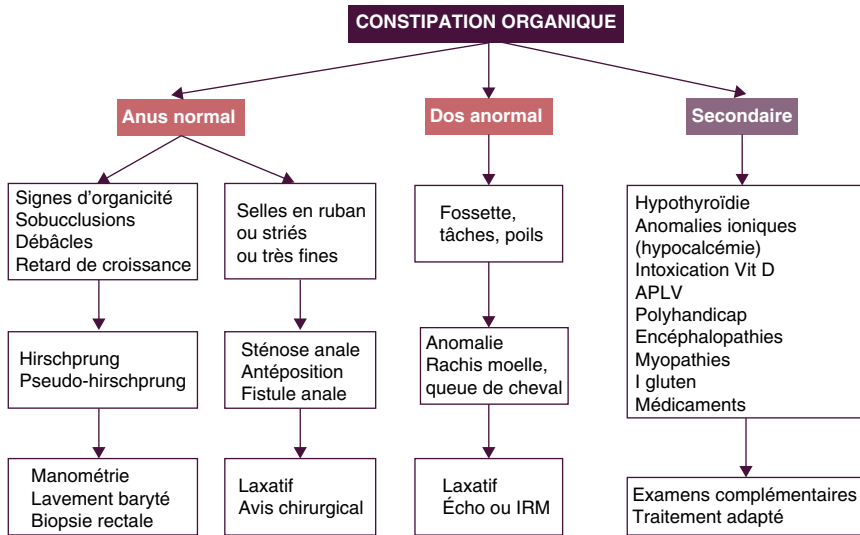 CONSTIPATION ORGANIQUE
Anus normal
Dos anormal
Secondaire
Signes d'organicité
Sobucclusions
Débâcles
Retard de croissance
Selles en ruban
ou striés
ou très fines
Fossette,
tâches, poils
Hypothyroïdie
Anomalies ioniques
(hypocalcémie)
Intoxication Vit D
APLV
Polyhandicap
Encéphalopathies
Myopathies
I gluten
Médicaments
Hirschprung
Pseudo-hirschprung
Sténose anale
Antéposition
Fistule anale
Anomalie
Rachis moelle,
queue de cheval
Manométrie
Lavement baryté
Biopsie rectale
Laxatif
Avis chirurgical
Laxatif
Écho ou IRM
Examens complémentaires
Traitement adapté